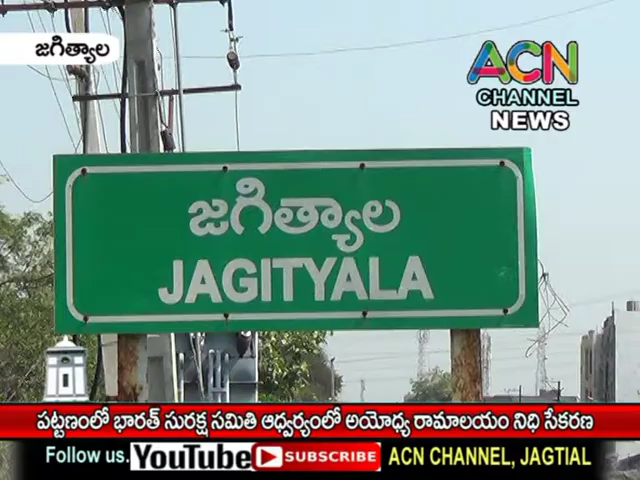 జగిత్యాల
ACN
CHANNEL
NEWS
జగిత్యాల
JAGITYALA
పట్టణంలో భారత్ సురక్ష సమితి ఆధ్వర్యంలో అయోధ్య రామాలయం నిధి సేకరణ
Follow us. YouTube SUBSCRIBE ACN CHANNEL, JAGTIAL